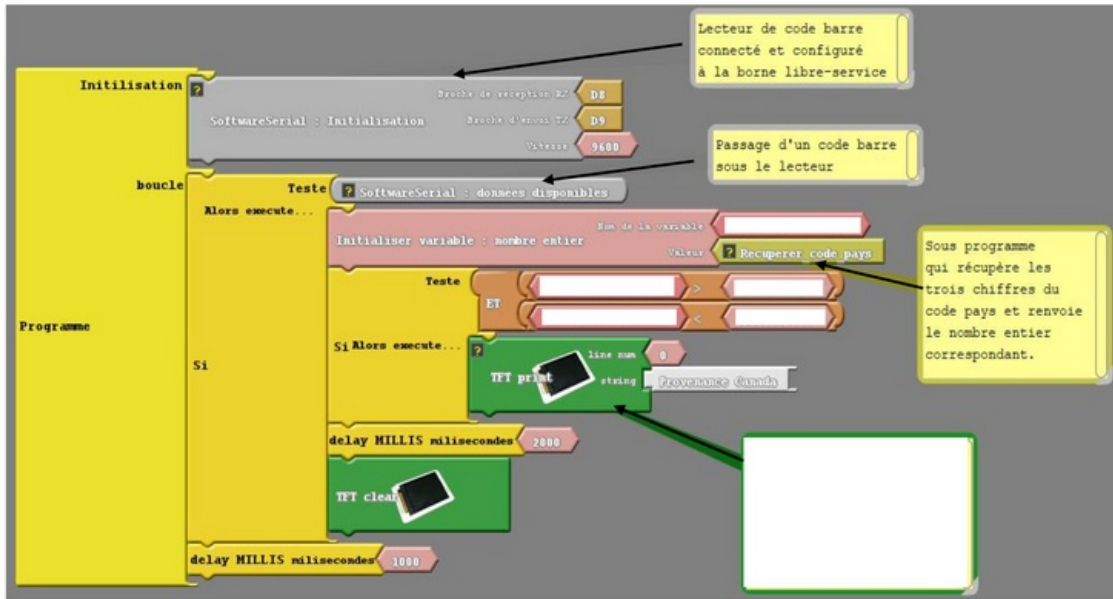 Lecteur de code barre
connecté et configuré
à la borne libre-service
Initilisation
Broche de reception RX
D8
SoftwareSerial : Initialisation
Broche d'envoi TX
D9
Vitesse
9600
Passage d'un code barre
sous le lecteur
boucle
Teste
SoftwareSerial : données disponibles
Alors execute...
Nom de la variable
Initialiser variable : nombre entier
Valeur
Recuperer code pays
Sous programme
qui récupère les
trois chiffres du
code pays et renvoie
le nombre entier
correspondant.
Teste
ET
>
<
Programme
Si
Si
Alors execute...
line num
0
TFT print
string
Provenance Canada
delay MILLIS milisecondes
2000
TFT clear
delay MILLIS milisecondes
1000